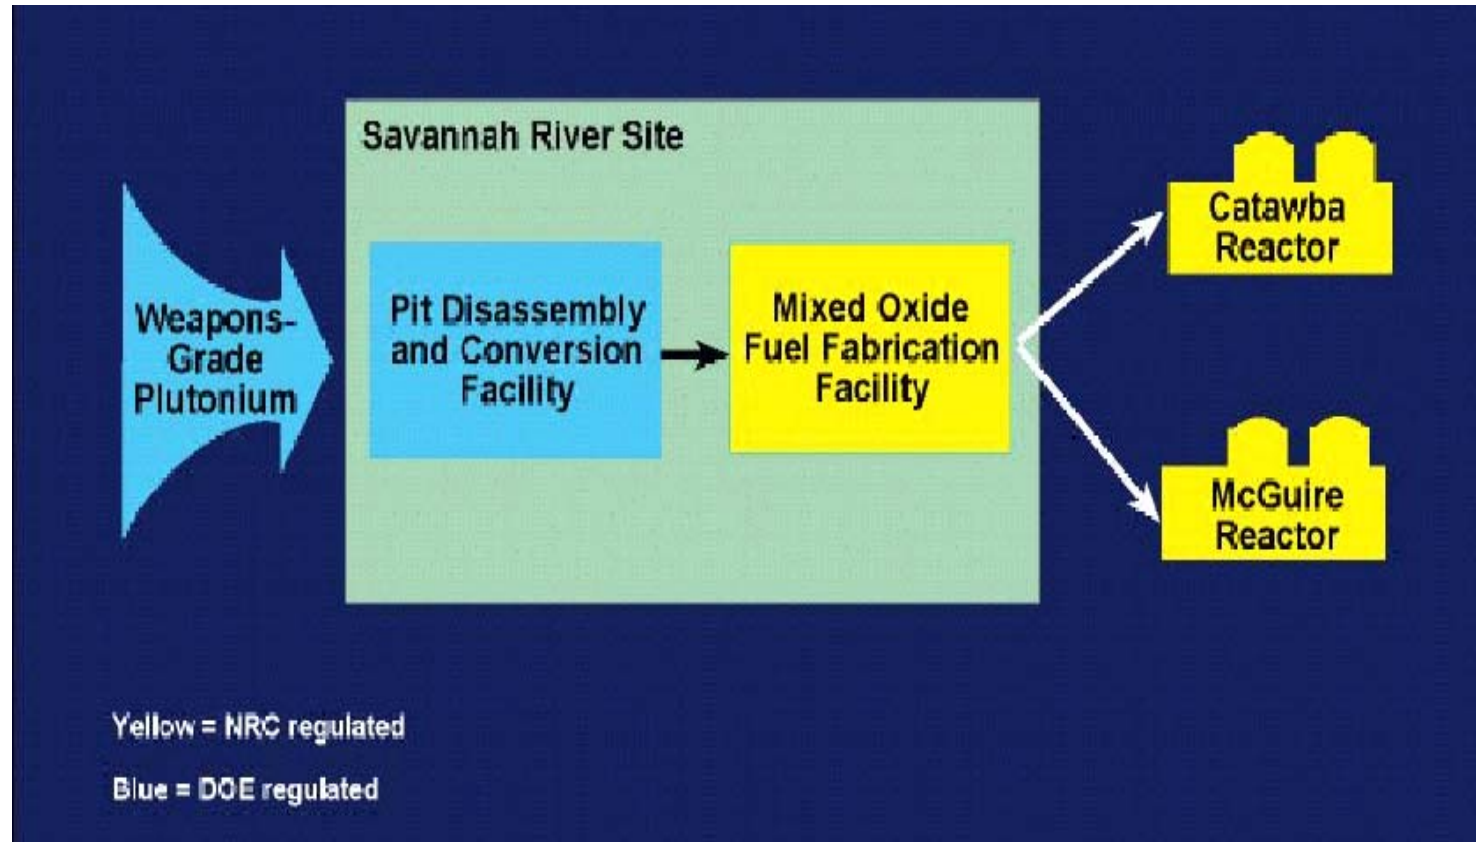 Savannah River Site
Weapons-
Grade
Plutonium
Pit Disassembly
and Conversion
Facility
Mixed Oxide
Fuel Fabrication
Facility
Catawba
Reactor
McGuire
Reactor
Yellow = NRC regulated
Blue = DOE regulated